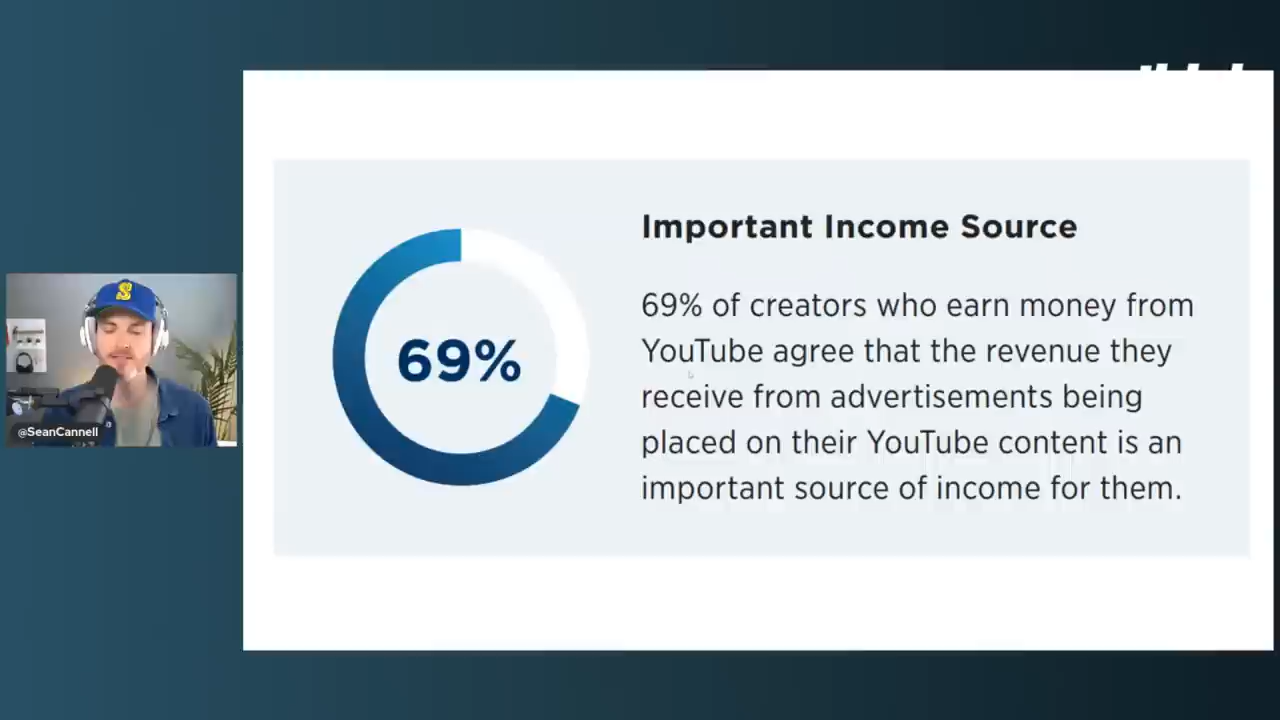 Important Income Source
69% of creators who earn money from
YouTube agree that the revenue they
receive from advertisements being
placed on their YouTube content is an
important source of income for them.
69%
S
@SeanCannell